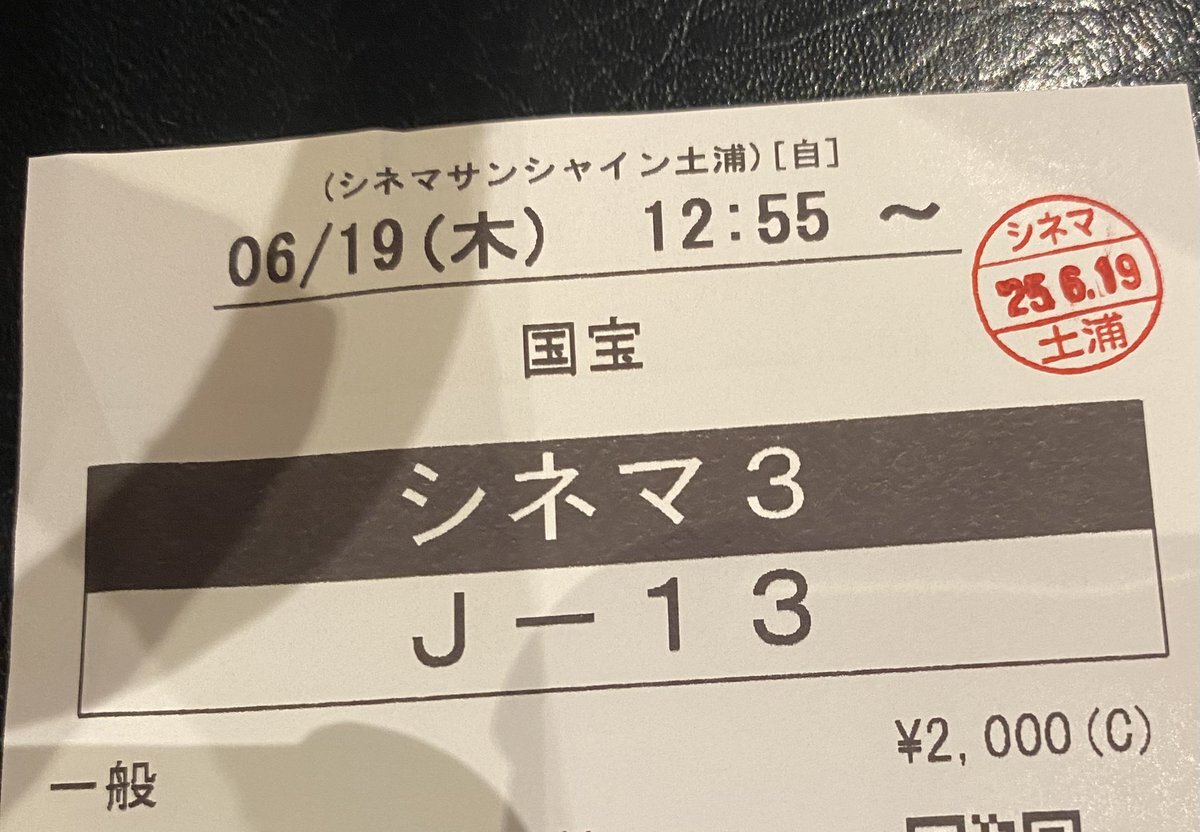 (シネマサンシャイン土浦)[自]
06/19(木) 12:55 ～
シネマ
'25 6.19
土浦
国宝
シネマ3
J－13
¥2,000(C)
一般